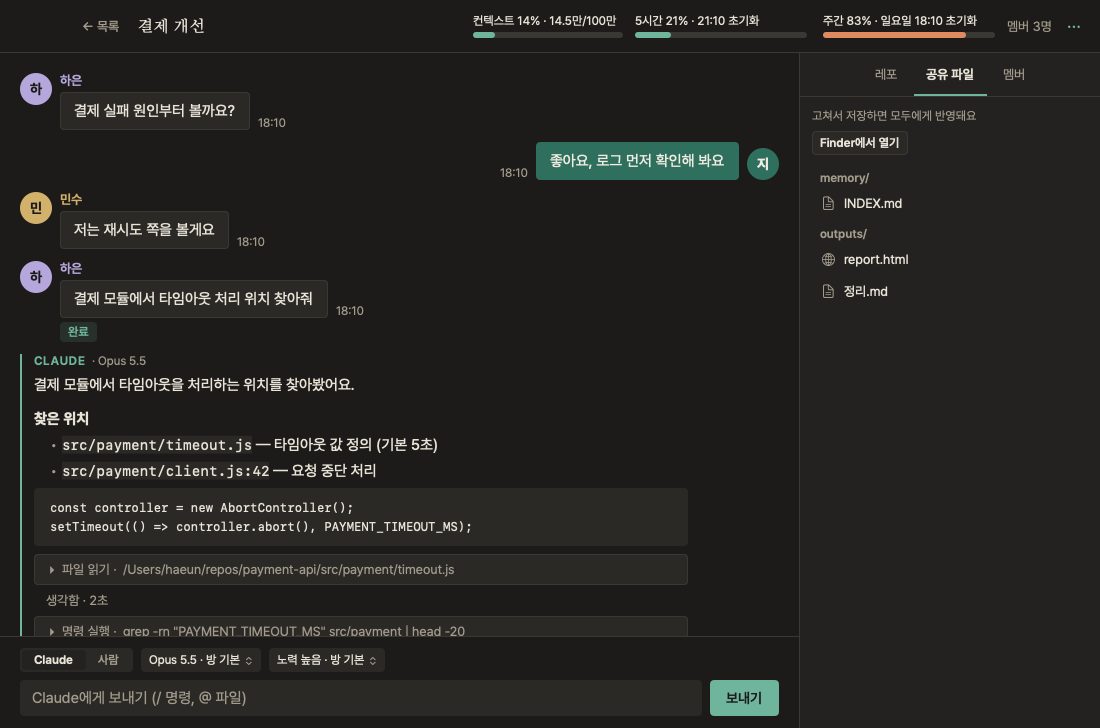 ← 목록
결제 개선
컨텍스트 14% · 14.5만/100만
5시간 21% · 21:10 초기화
주간 83% · 일요일 18:10 초기화
멤버 3명
···
하
하은
결제 실패 원인부터 볼까요?
18:10
18:10
좋아요, 로그 먼저 확인해 봐요
지
민
민수
저는 재시도 쪽을 볼게요
18:10
하
하은
결제 모듈에서 타임아웃 처리 위치 찾아줘
18:10
완료
CLAUDE · Opus 5.5
결제 모듈에서 타임아웃을 처리하는 위치를 찾아봤어요.
찾은 위치
• src/payment/timeout.js — 타임아웃 값 정의 (기본 5초)
• src/payment/client.js:42 — 요청 중단 처리
const controller = new AbortController();
setTimeout(() => controller.abort(), PAYMENT_TIMEOUT_MS);
파일 읽기 · /Users/haeun/repos/payment-api/src/payment/timeout.js
생각함 · 2초
명령 실행 · grep -rn "PAYMENT_TIMEOUT_MS" src/payment | head -20
Claude
사람
Opus 5.5 · 방 기본
노력 높음 · 방 기본
Claude에게 보내기 (/ 명령, @ 파일)
보내기
레포
공유 파일
멤버
고쳐서 저장하면 모두에게 반영돼요
Finder에서 열기
memory/
INDEX.md
outputs/
report.html
정리.md